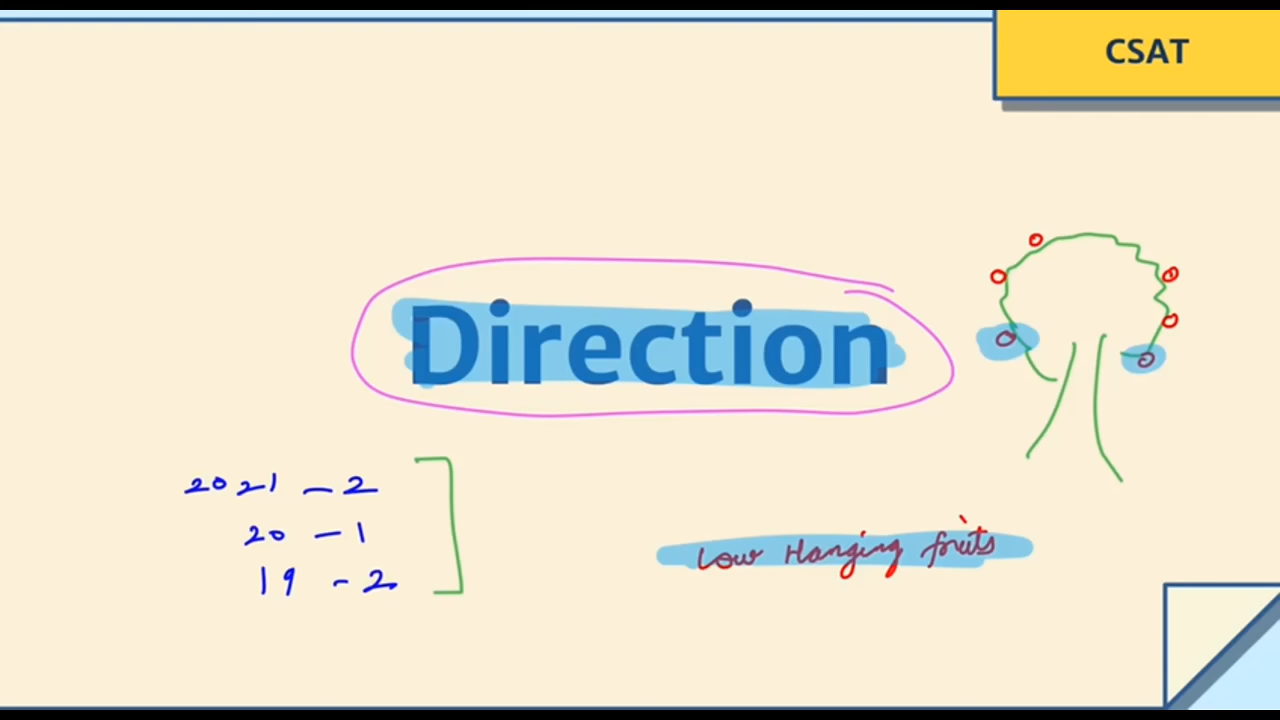 CSAT
Direction
2021 - 2
20 - 1
19 - 2
Low Hanging fruits